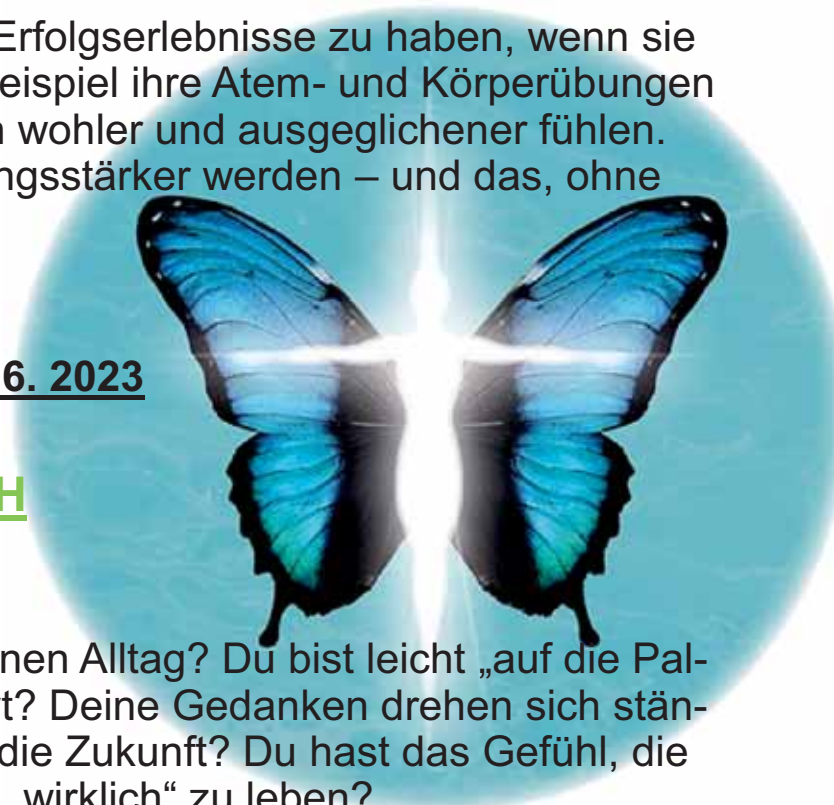 Erfolgserlebnisse zu haben, wenn sie
eispiel ihre Atem- und Körperübungen
n wohler und ausgeglichener fühlen.
ngsstärker werden – und das, ohne
6. 2023
H
nen Alltag? Du bist leicht „auf die Pal-
t? Deine Gedanken drehen sich stän-
die Zukunft? Du hast das Gefühl, die
„wirklich“ zu leben?